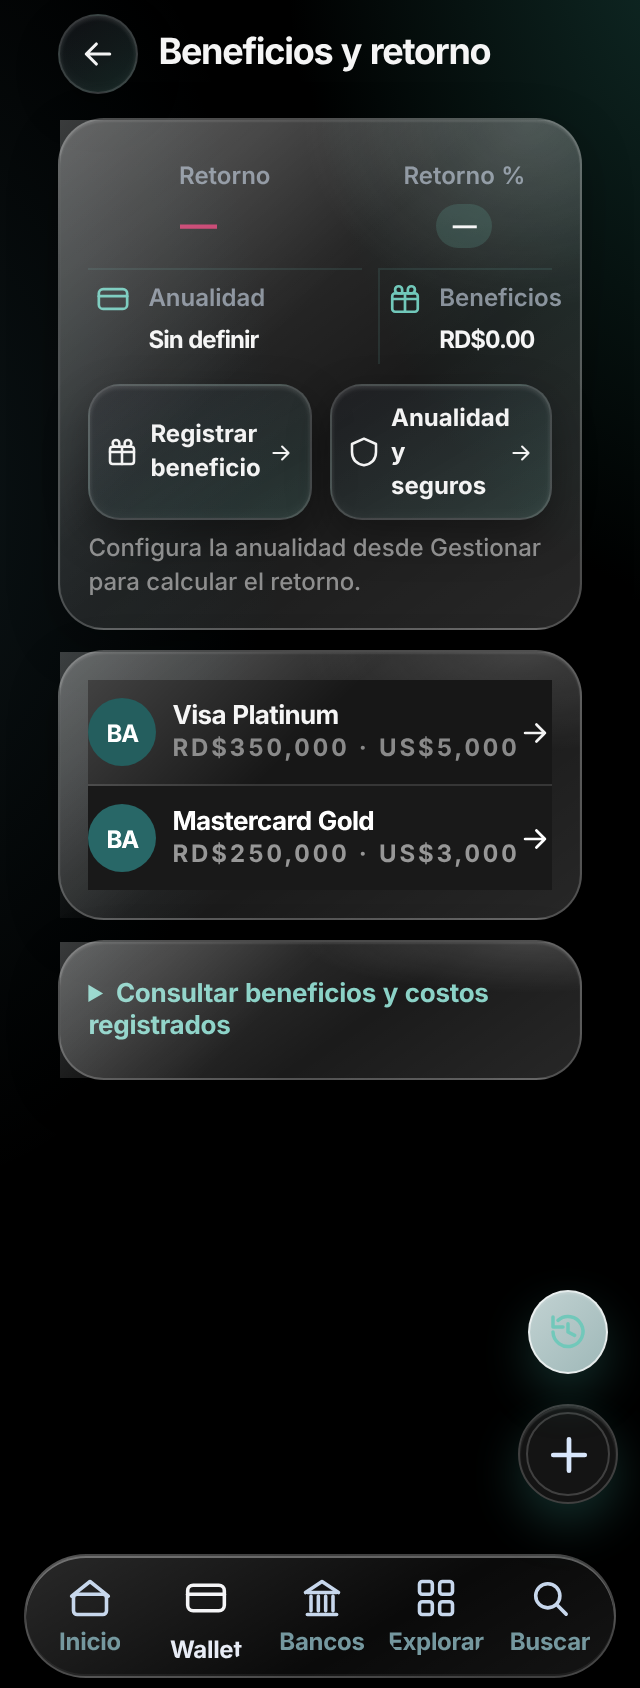 Beneficios y retorno
Retorno
Retorno %
—
—
Anualidad
Beneficios
Sin definir
RD$0.00
Registrar
beneficio
Anualidad
y
seguros
Configura la anualidad desde Gestionar
para calcular el retorno.
BA
Visa Platinum
RD$350,000 · US$5,000
BA
Mastercard Gold
RD$250,000 · US$3,000
Consultar beneficios y costos
registrados
Inicio
Wallet
Bancos
Explorar
Buscar